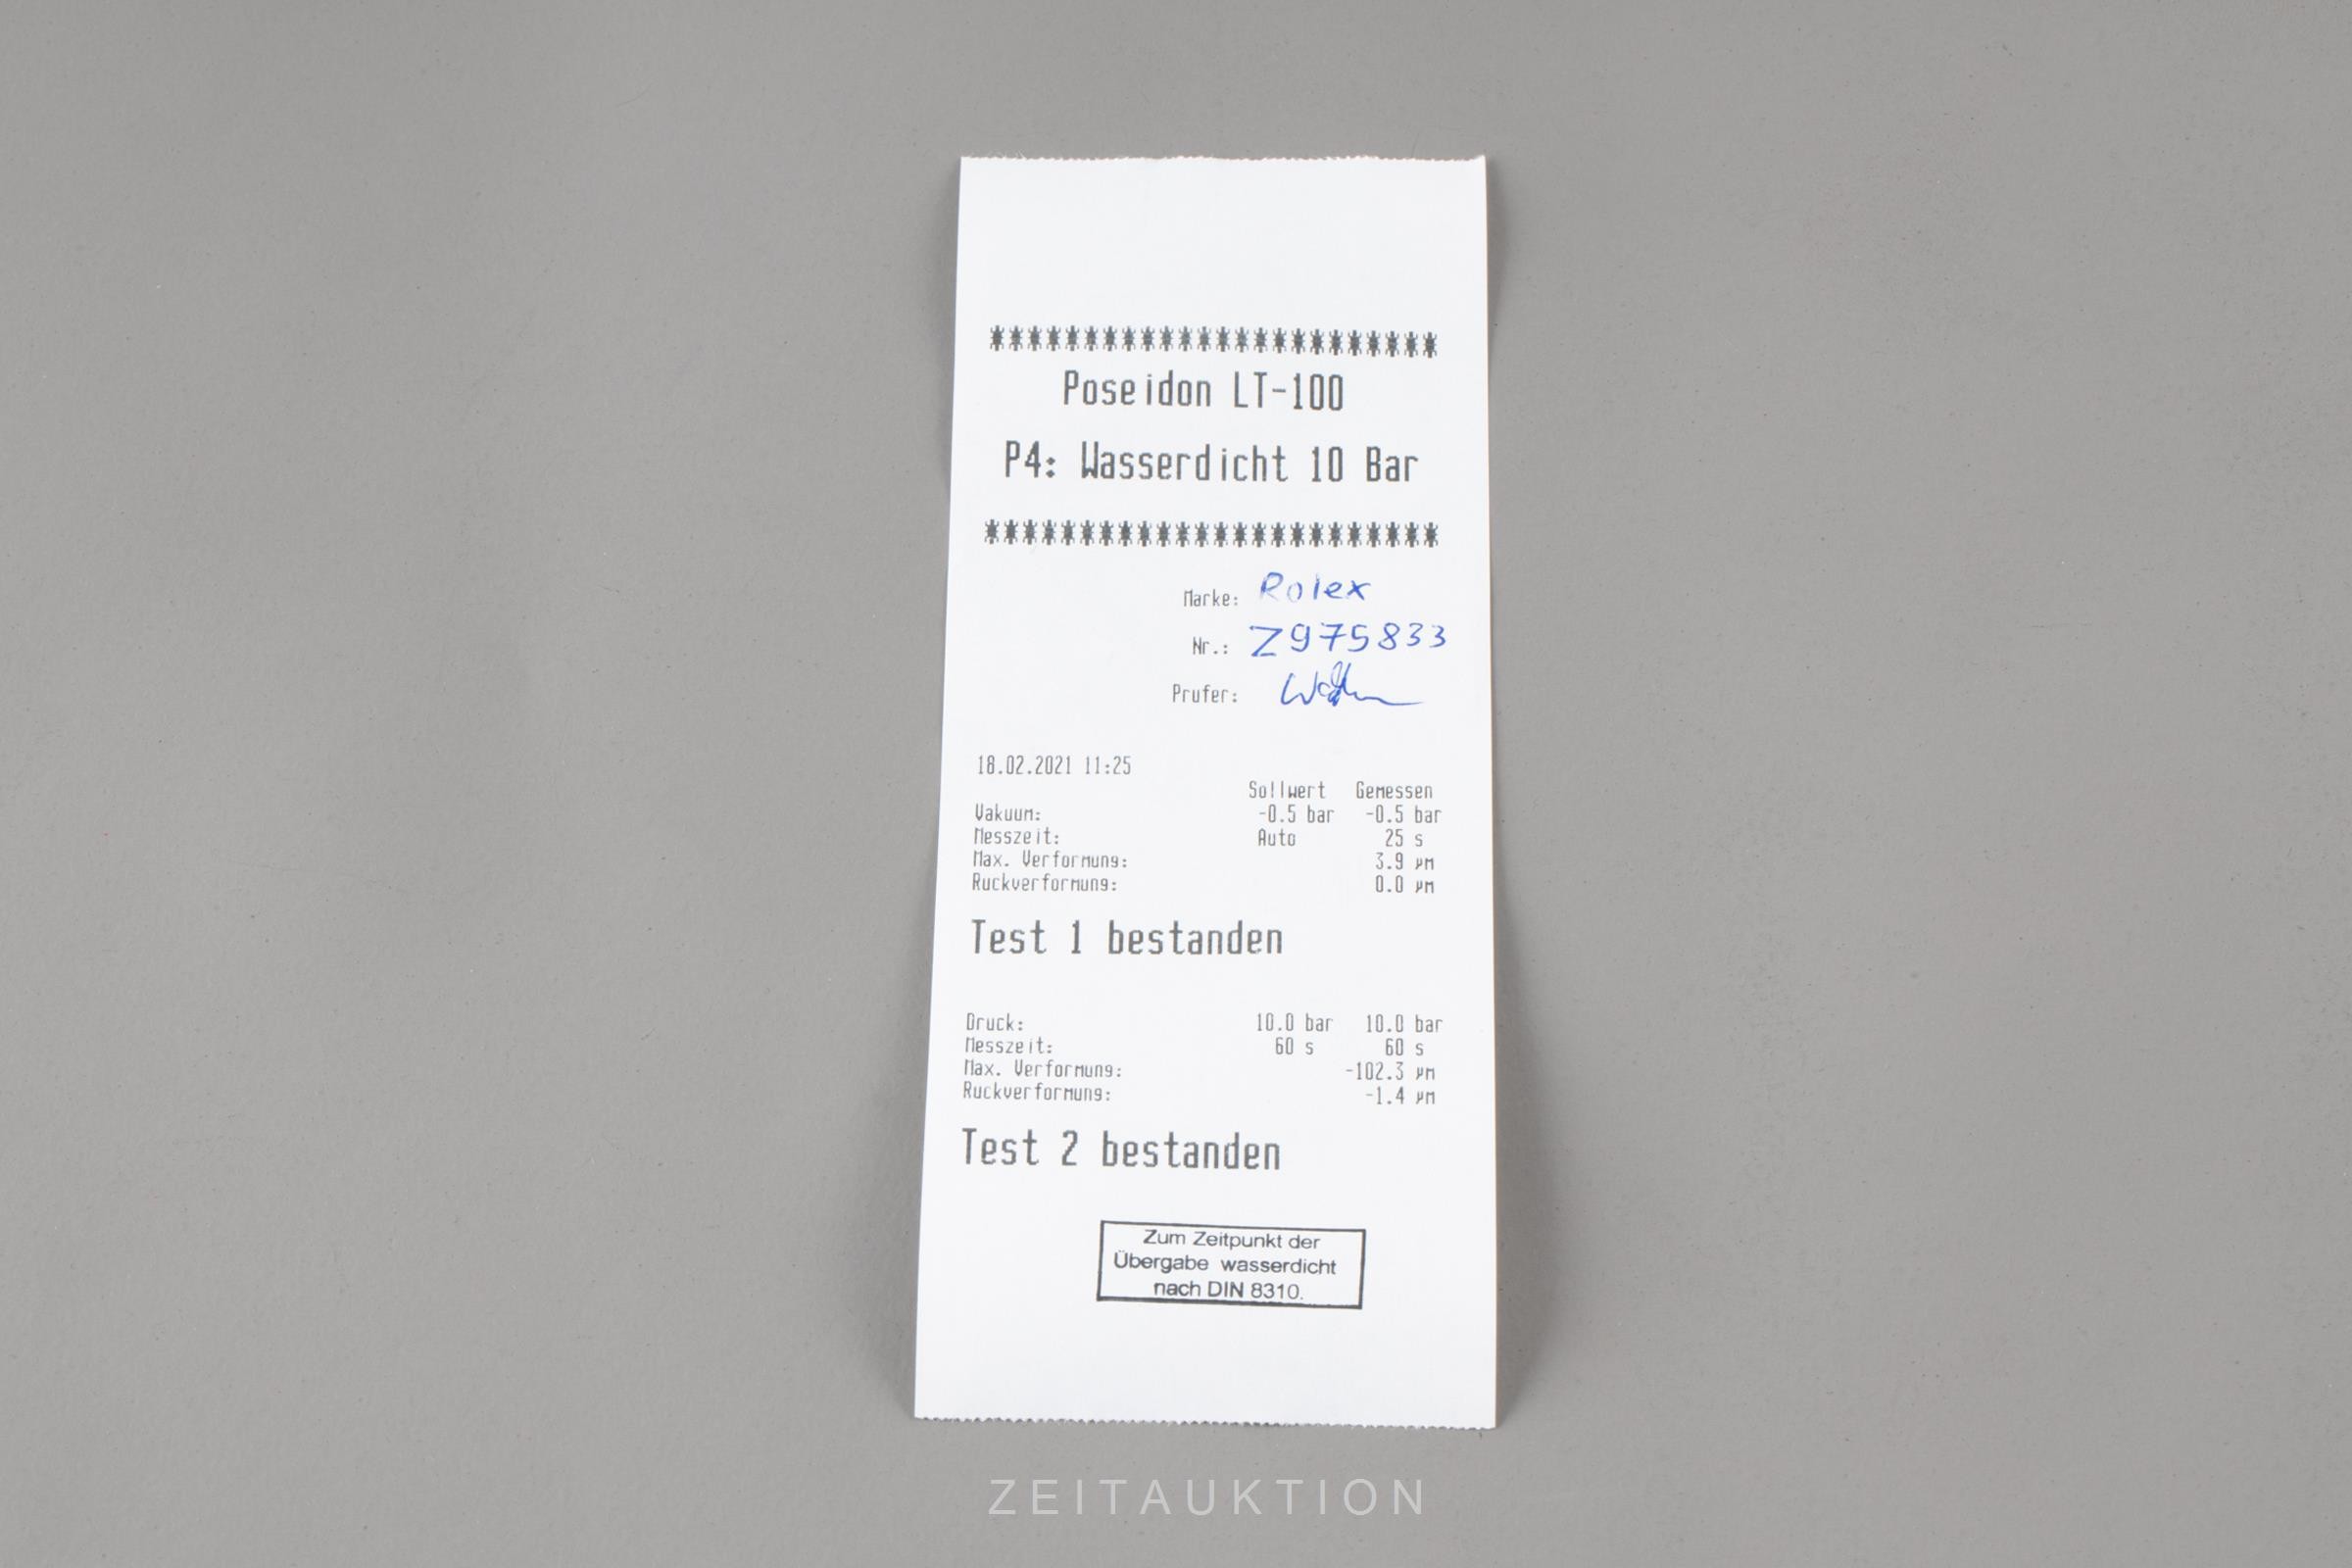 ************************
Poseidon LT-100
P4: Wasserdicht 10 Bar
************************
Marke: Rolex
Nr.: Z975833
Prufer:
18.02.2021 11:25
Sollwert Gemessen
Vakuum: -0.5 bar -0.5 bar
Messzeit: Auto 25 s
Max. Verformung: 3.9 µm
Ruckverformung: 0.0 µm
Test 1 bestanden
Druck: 10.0 bar 10.0 bar
Messzeit: 60 s 60 s
Max. Verformung: -102.3 µm
Ruckverformung: -1.4 µm
Test 2 bestanden
Zum Zeitpunkt der
Übergabe wasserdicht
nach DIN 8310.
ZEITAUKTION